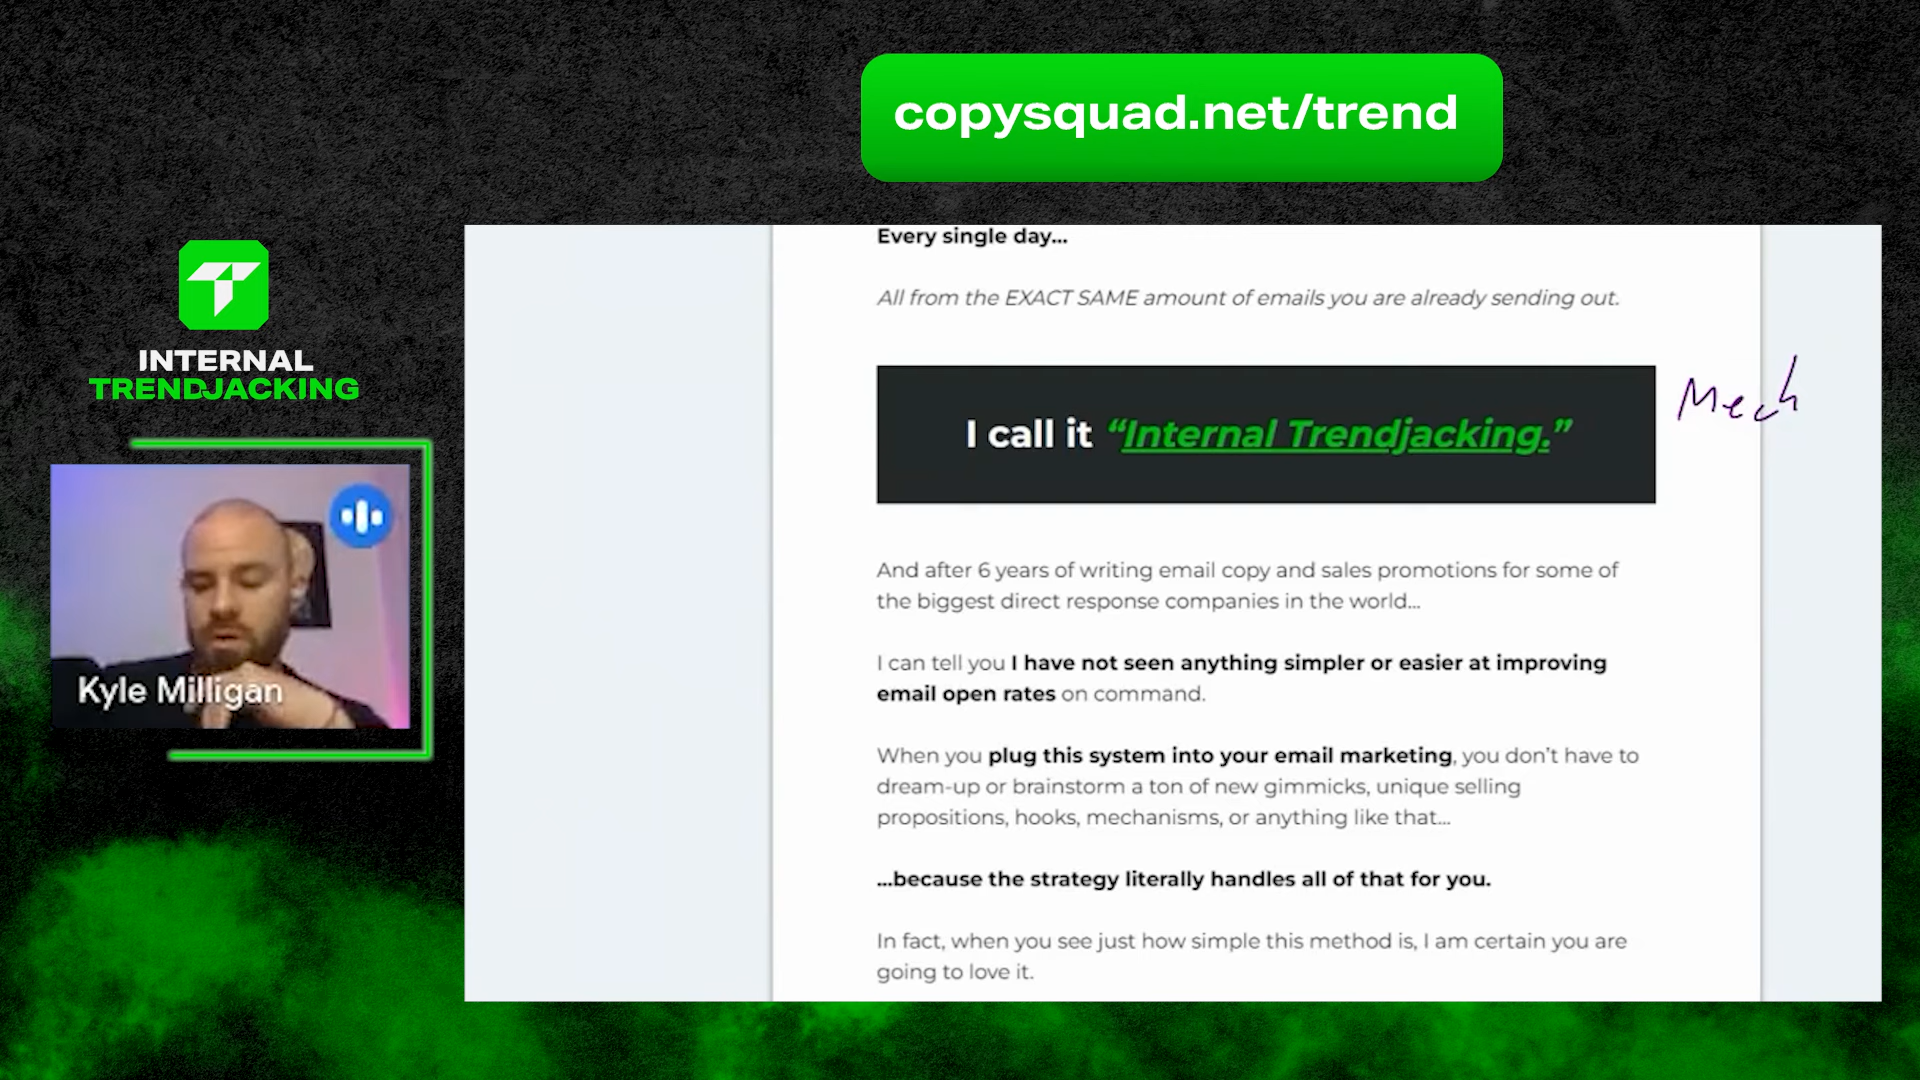 copysquad.net/trend
INTERNAL
TRENDJACKING
Kyle Milligan
Every single day...
All from the EXACT SAME amount of emails you are already sending out.
I call it “Internal Trendjacking.”
Mech
And after 6 years of writing email copy and sales promotions for some of
the biggest direct response companies in the world...
I can tell you I have not seen anything simpler or easier at improving
email open rates on command.
When you plug this system into your email marketing, you don’t have to
dream-up or brainstorm a ton of new gimmicks, unique selling
propositions, hooks, mechanisms, or anything like that...
...because the strategy literally handles all of that for you.
In fact, when you see just how simple this method is, I am certain you are
going to love it.